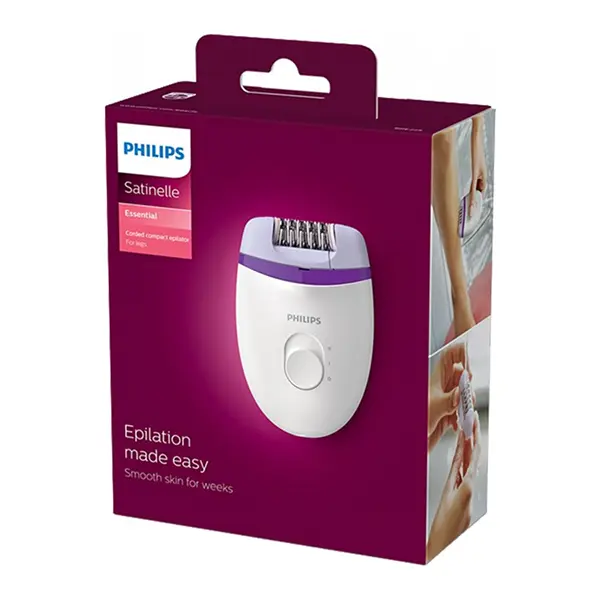 PHILIPS
Satinelle
Essential
Corded compact epilator
For legs
PHILIPS
Epilation
made easy
Smooth skin for weeks